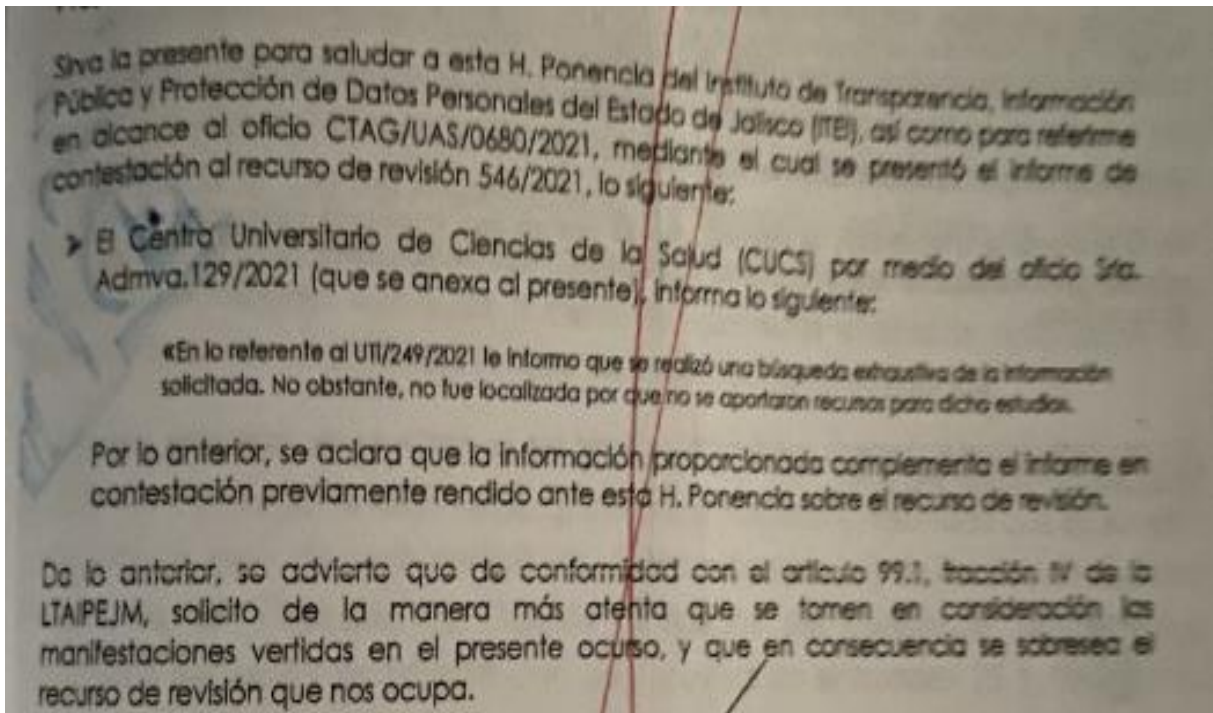 Sirva la presente para saludar a esta H. Ponencia del Instituto de Transparencia, Información
Pública y Protección de Datos Personales del Estado de Jalisco (ITEI), así como para referirme
en alcance al oficio CTAG/UAS/0680/2021, mediante el cual se presentó el informe de
contestación al recurso de revisión 546/2021, lo siguiente:
➢ El Centro Universitario de Ciencias de la Salud (CUCS) por medio del oficio Sria.
Admva.129/2021 (que se anexa al presente), informa lo siguiente:
«En lo referente al UTI/249/2021 le informo que se realizó una búsqueda exhaustiva de la información
solicitada. No obstante, no fue localizada por que no se aportaron recursos para dicho estudio».
Por lo anterior, se aclara que la información proporcionada complementa el informe en
contestación previamente rendido ante esta H. Ponencia sobre el recurso de revisión.
De lo anterior, se advierte que de conformidad con el artículo 99.1, fracción IV de la
LTAIPEJM, solicito de la manera más atenta que se tomen en consideración las
manifestaciones vertidas en el presente ocurso, y que en consecuencia se sobresea el
recurso de revisión que nos ocupa.